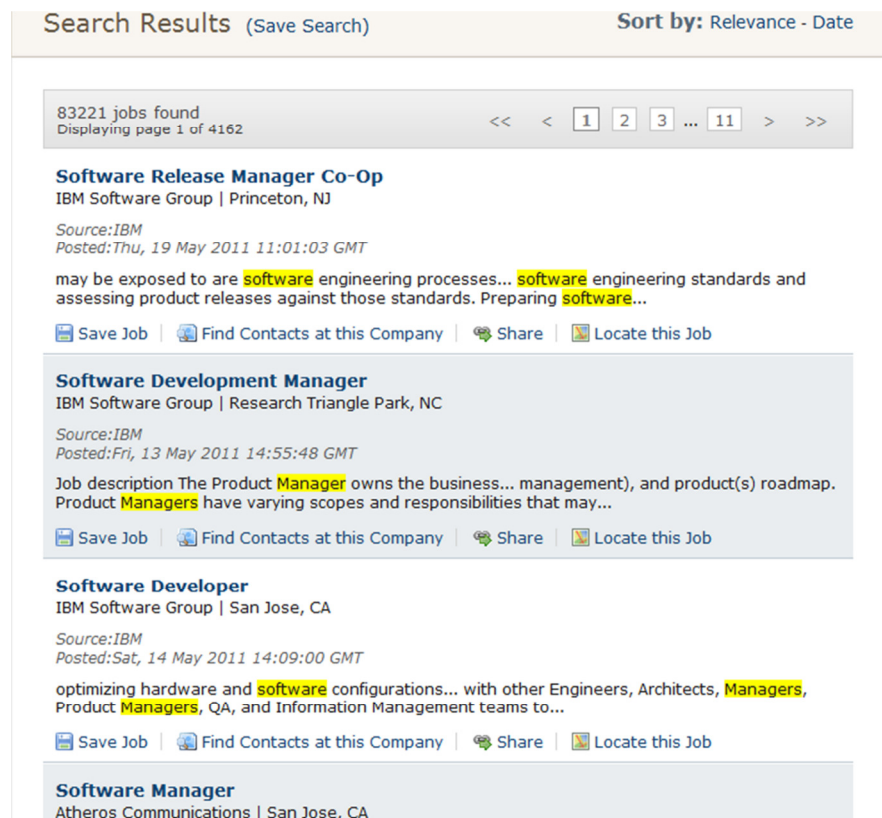 Search Results (Save Search) Sort by: Relevance - Date
83221 jobs found
Displaying page 1 of 4162
<< < 1 2 3 ... 11 > >>
Software Release Manager Co-Op
IBM Software Group | Princeton, NJ
Source:IBM
Posted:Thu, 19 May 2011 11:01:03 GMT
may be exposed to are software engineering processes... software engineering standards and
assessing product releases against those standards. Preparing software...
Save Job | Find Contacts at this Company | Share | Locate this Job
Software Development Manager
IBM Software Group | Research Triangle Park, NC
Source:IBM
Posted:Fri, 13 May 2011 14:55:48 GMT
Job description The Product Manager owns the business... management), and product(s) roadmap.
Product Managers have varying scopes and responsibilities that may...
Save Job | Find Contacts at this Company | Share | Locate this Job
Software Developer
IBM Software Group | San Jose, CA
Source:IBM
Posted:Sat, 14 May 2011 14:09:00 GMT
optimizing hardware and software configurations... with other Engineers, Architects, Managers,
Product Managers, QA, and Information Management teams to...
Save Job | Find Contacts at this Company | Share | Locate this Job
Software Manager
Atheros Communications | San Jose, CA